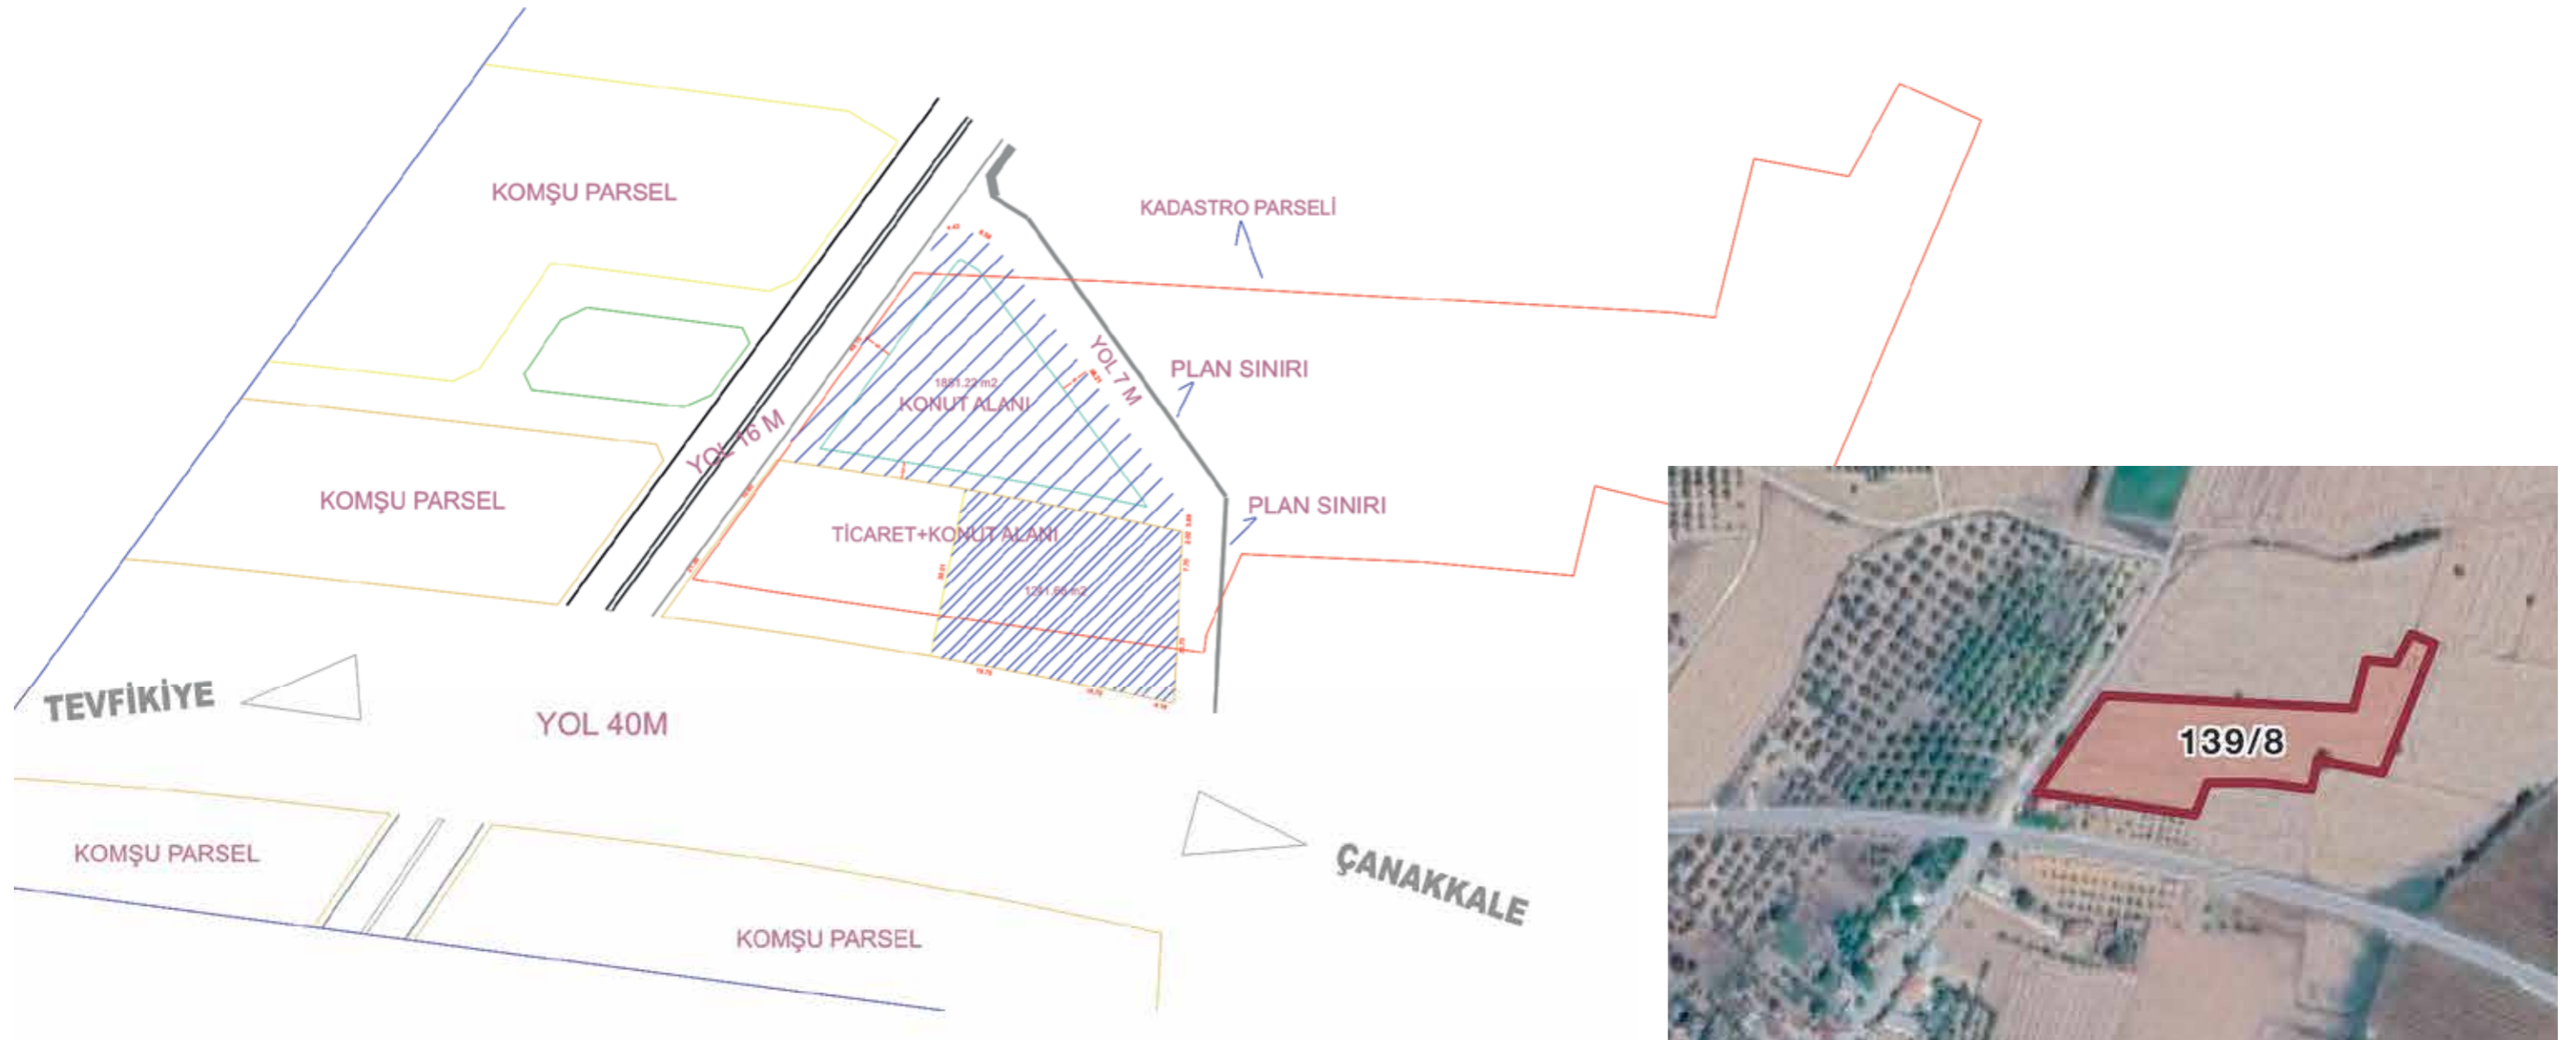 KOMŞU PARSEL
KADASTRO PARSELİ
YOL 7 M
PLAN SINIRI
KONUT ALANI
YOL 16 M
KOMŞU PARSEL
PLAN SINIRI
TİCARET+KONUT ALANI
TEVFİKİYE
YOL 40M
139/8
KOMŞU PARSEL
ÇANAKKALE
KOMŞU PARSEL